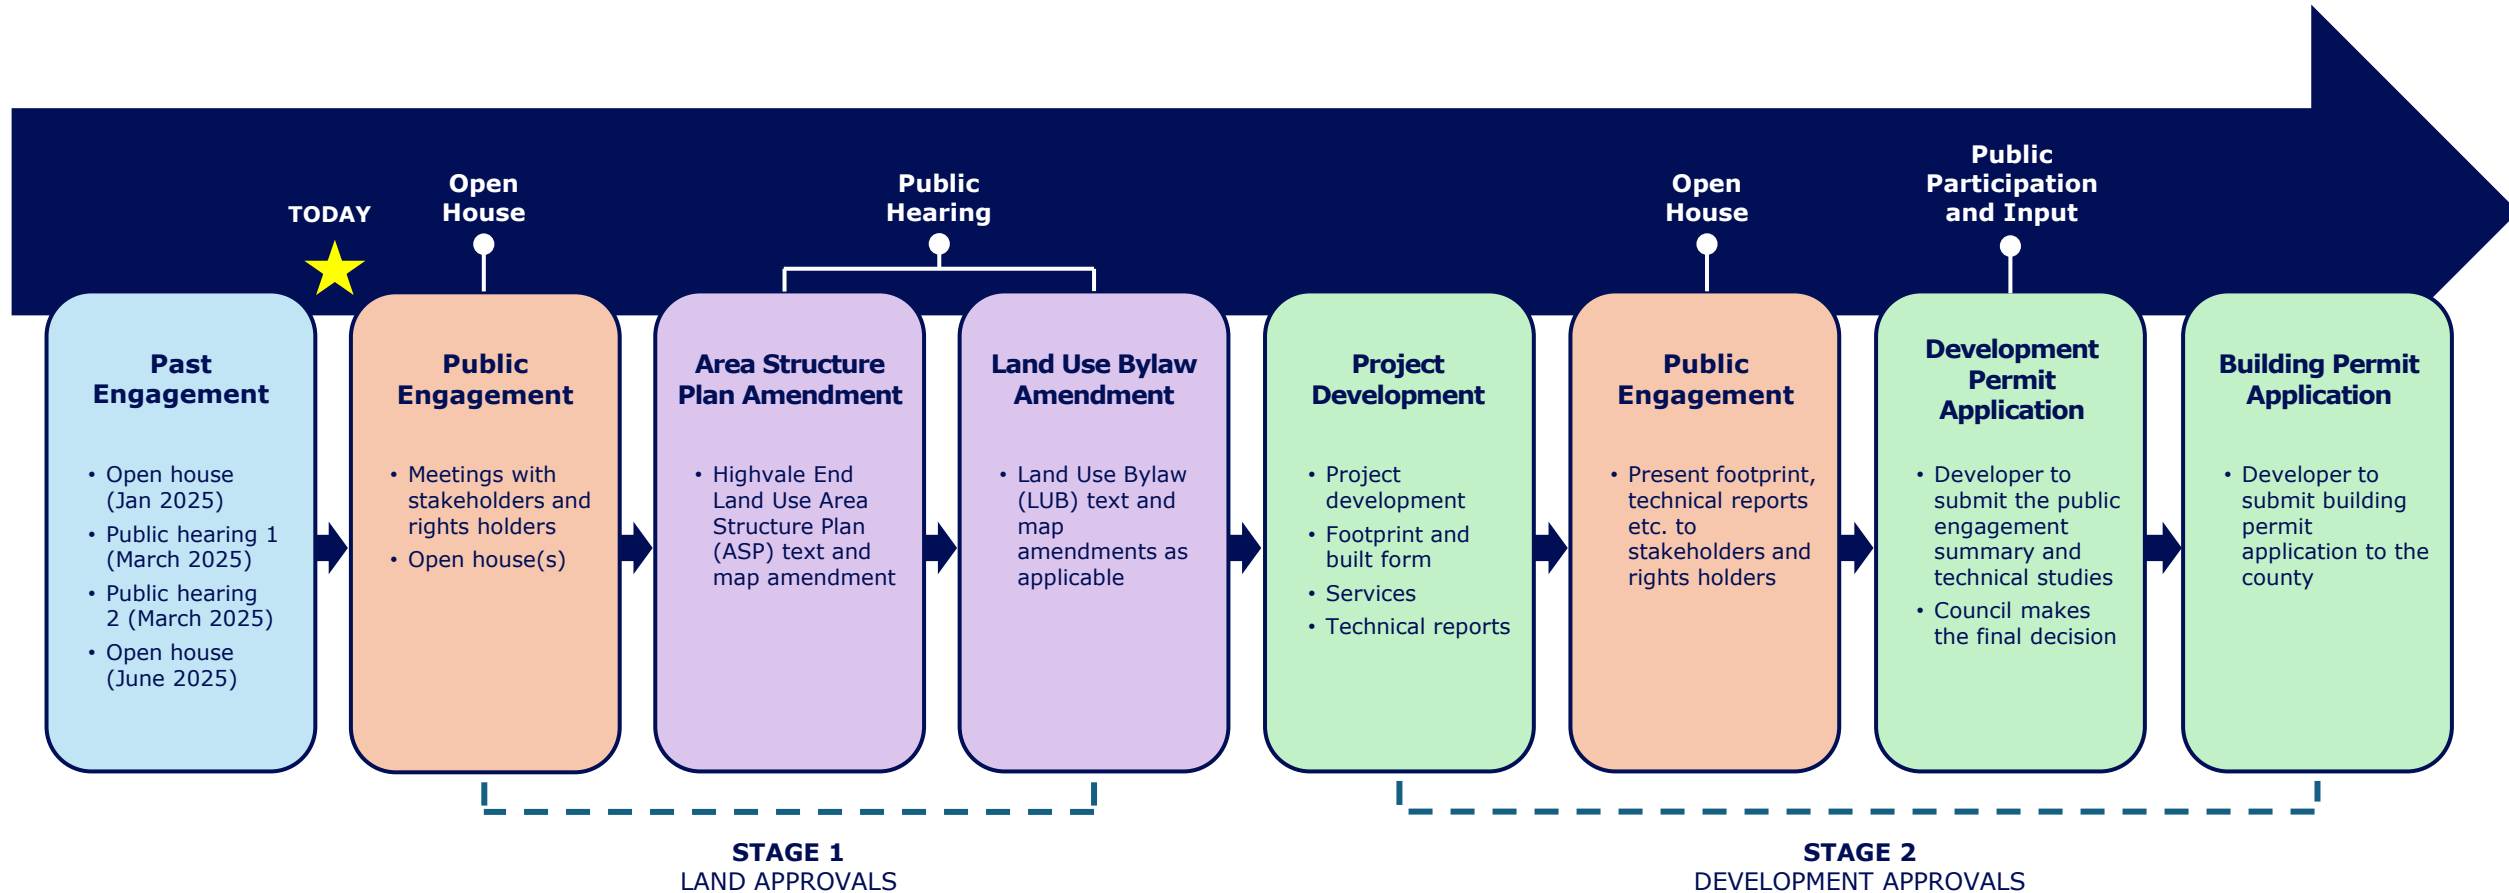 TODAY
Open
House
Public
Hearing
Open
House
Public
Participation
and Input
Past
Engagement
• Open house
(Jan 2025)
• Public hearing 1
(March 2025)
• Public hearing
2 (March 2025)
• Open house
(June 2025)
Public
Engagement
• Meetings with
stakeholders and
rights holders
• Open house(s)
Area Structure
Plan Amendment
• Highvale End
Land Use Area
Structure Plan
(ASP) text and
map amendment
Land Use Bylaw
Amendment
• Land Use Bylaw
(LUB) text and
map
amendments as
applicable
Project
Development
• Project
development
• Footprint and
built form
• Services
• Technical reports
Public
Engagement
• Present footprint,
technical reports
etc. to
stakeholders and
rights holders
Development
Permit
Application
• Developer to
submit the public
engagement
summary and
technical studies
• Council makes
the final decision
Building Permit
Application
• Developer to
submit building
permit
application to the
county
STAGE 1
LAND APPROVALS
STAGE 2
DEVELOPMENT APPROVALS